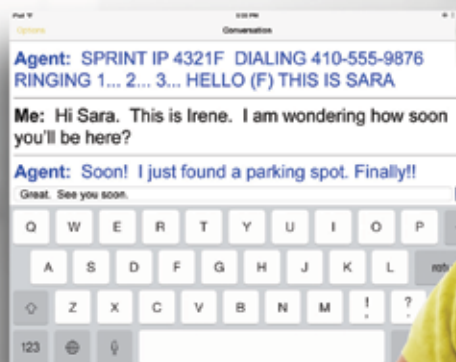 Options
Conversation
Agent: SPRINT IP 4321F DIALING 410-555-9876
RINGING 1... 2... 3... HELLO (F) THIS IS SARA
Me: Hi Sara. This is Irene. I am wondering how soon
you'll be here?
Agent: Soon! I just found a parking spot. Finally!!
Great. See you soon.
Q W E R T Y U I O P
A S D F G H J K L
Z X C V B N M ! , ? .
123